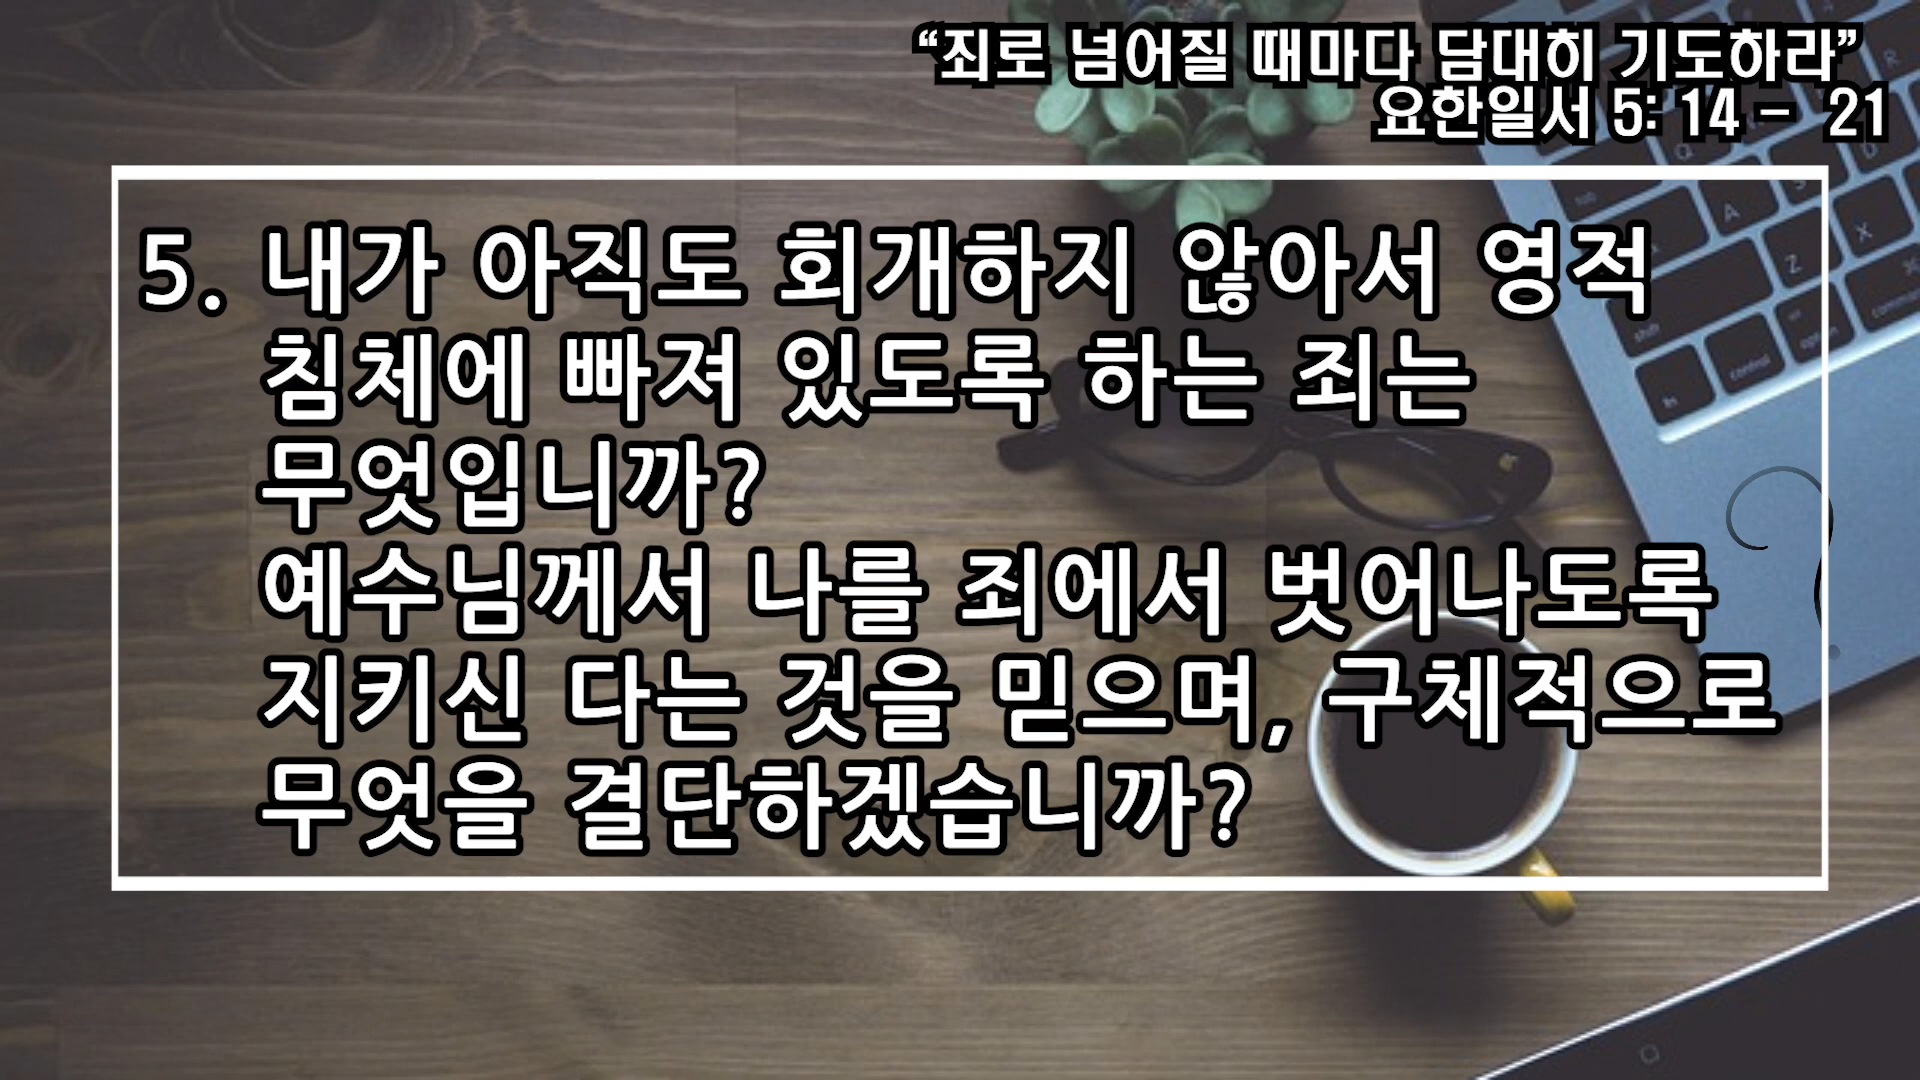 “죄로 넘어질 때마다 담대히 기도하라”
요한일서 5: 14 - 21
5. 내가 아직도 회개하지 않아서 영적
침체에 빠져 있도록 하는 죄는
무엇입니까?
예수님께서 나를 죄에서 벗어나도록
지키신 다는 것을 믿으며, 구체적으로
무엇을 결단하겠습니까?